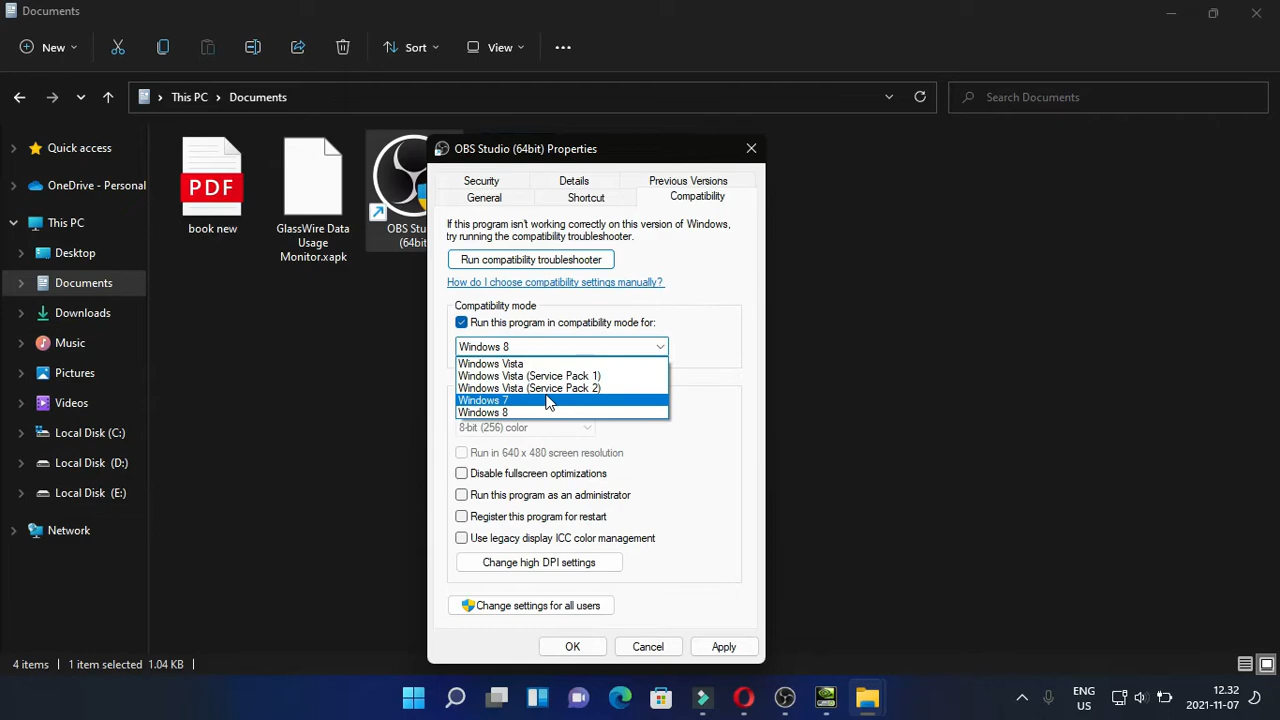 Documents
New
Sort
View
This PC
Documents
Search Documents
Quick access
OneDrive - Personal
This PC
Desktop
Documents
Downloads
Music
Pictures
Videos
Local Disk (C:)
Local Disk (D:)
Local Disk (E:)
Network
PDF
book new
GlassWire Data
Usage
Monitor.xapk
OBS Studio
(64bit
OBS Studio (64bit) Properties
Security
Details
Previous Versions
General
Shortcut
Compatibility
If this program isn't working correctly on this version of Windows,
try running the compatibility troubleshooter.
Run compatibility troubleshooter
How do I choose compatibility settings manually?
Compatibility mode
Run this program in compatibility mode for:
Windows 8
Windows Vista
Windows Vista (Service Pack 1)
Windows Vista (Service Pack 2)
Windows 7
Windows 8
8-bit (256) color
Run in 640 x 480 screen resolution
Disable fullscreen optimizations
Run this program as an administrator
Register this program for restart
Use legacy display ICC color management
Change high DPI settings
Change settings for all users
OK
Cancel
Apply
4 items
1 item selected 1.04 KB
ENG
US
12.32
2021-11-07